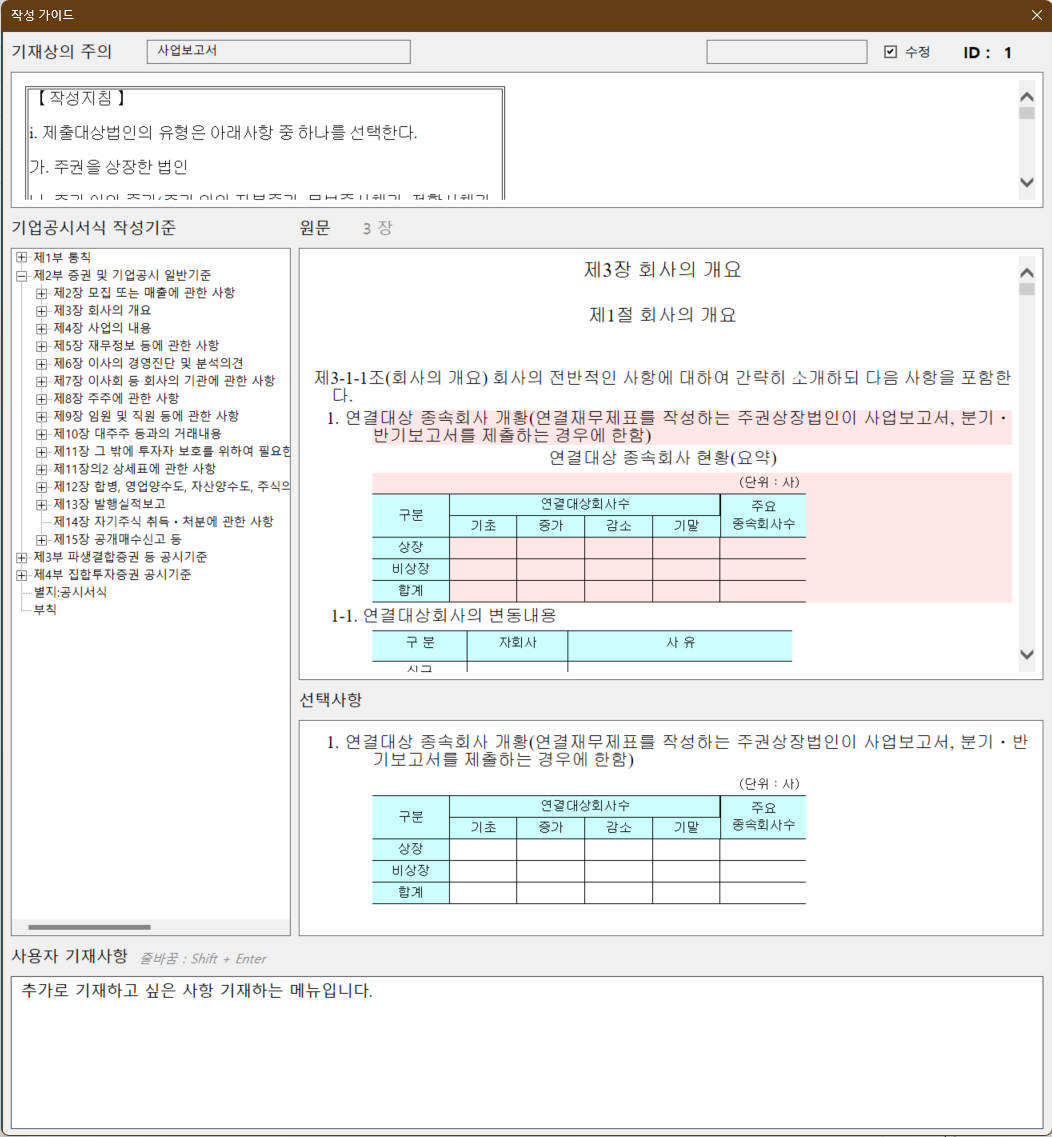 작성 가이드
기재상의 주의
사업보고서
수정
ID : 1
【 작성지침 】
i. 제출대상법인의 유형은 아래사항 중 하나를 선택한다.
가. 주권을 상장한 법인
기업공시서식 작성기준
제1부 통칙
제2부 증권 및 기업공시 일반기준
제2장 모집 또는 매출에 관한 사항
제3장 회사의 개요
제4장 사업의 내용
제5장 재무정보 등에 관한 사항
제6장 이사의 경영진단 및 분석의견
제7장 이사회 등 회사의 기관에 관한 사항
제8장 주주에 관한 사항
제9장 임원 및 직원 등에 관한 사항
제10장 대주주 등과의 거래내용
제11장 그 밖에 투자자 보호를 위하여 필요한
제11장의2 상세표에 관한 사항
제12장 합병, 영업양수도, 자산양수도, 주식의
제13장 발행실적보고
제14장 자기주식 취득・처분에 관한 사항
제15장 공개매수신고 등
제3부 파생결합증권 등 공시기준
제4부 집합투자증권 공시기준
별지:공시서식
부칙
원문
3 장
제3장 회사의 개요
제1절 회사의 개요
제3-1-1조(회사의 개요) 회사의 전반적인 사항에 대하여 간략히 소개하되 다음 사항을 포함한
다.
1. 연결대상 종속회사 개황(연결재무제표를 작성하는 주권상장법인이 사업보고서, 분기・
반기보고서를 제출하는 경우에 한함)
연결대상 종속회사 현황(요약)
(단위 : 사)
구분
연결대상회사수
주요
종속회사수
기초
증가
감소
기말
상장
비상장
합계
1-1. 연결대상회사의 변동내용
구 분
자회사
사 유
선택사항
1. 연결대상 종속회사 개황(연결재무제표를 작성하는 주권상장법인이 사업보고서, 분기・반
기보고서를 제출하는 경우에 한함)
(단위 : 사)
구분
연결대상회사수
주요
종속회사수
기초
증가
감소
기말
상장
비상장
합계
사용자 기재사항
줄바꿈 : Shift + Enter
추가로 기재하고 싶은 사항 기재하는 메뉴입니다.